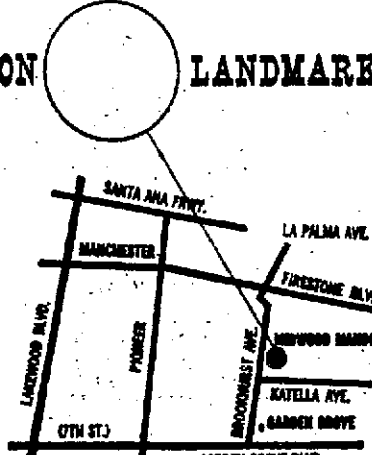 ON LANDMARK
SANTA ANA FRWY.
LA PALMA AVE.
MANCHESTER
FIRESTONE BLV
LAKEWOOD BLVD.
PIONEER
BROOKHURST AVE.
KATELLA AVE.
GARDEN GROVE
(7TH ST.)